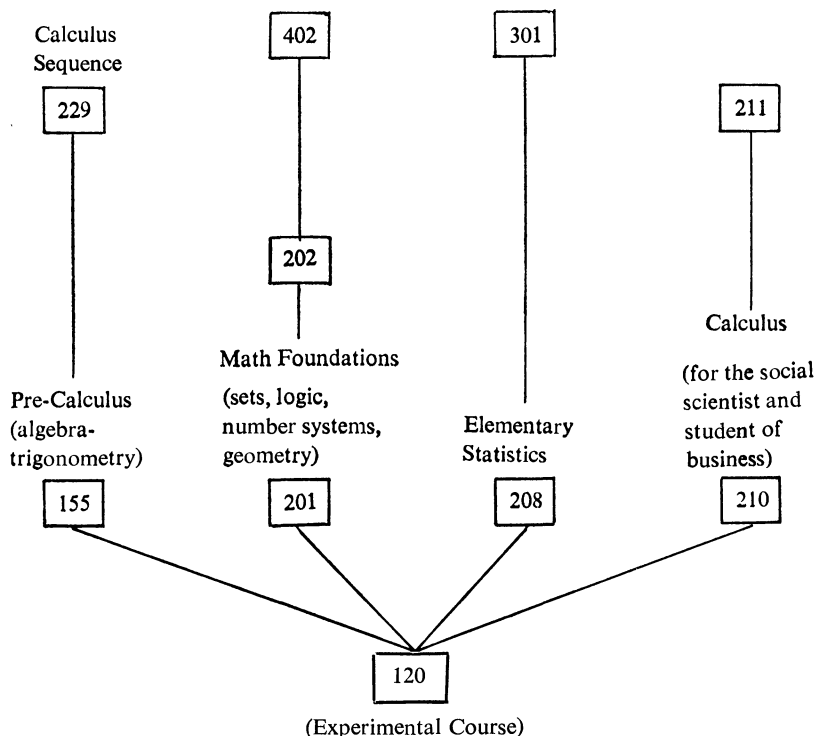 Calculus
Sequence
229
402
301
211
202
Calculus
(for the social
scientist and
student of
business)
Math Foundations
(sets, logic,
number systems,
geometry)
Pre-Calculus
(algebra-
trigonometry)
Elementary
Statistics
155
201
208
210
120
(Experimental Course)